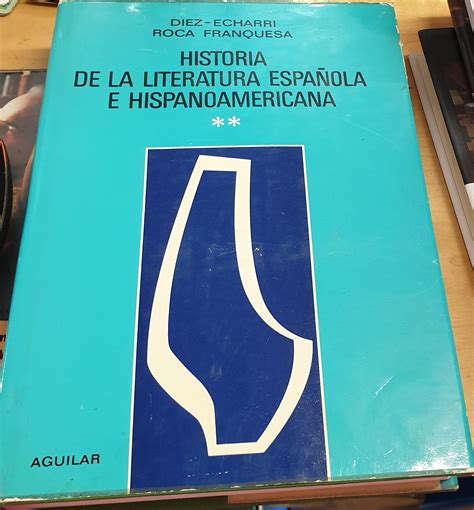 DIEZ-ECHARRI
ROCA FRANQUESA
HISTORIA
DE LA LITERATURA ESPAÑOLA
E HISPANOAMERICANA
**
AGUILAR